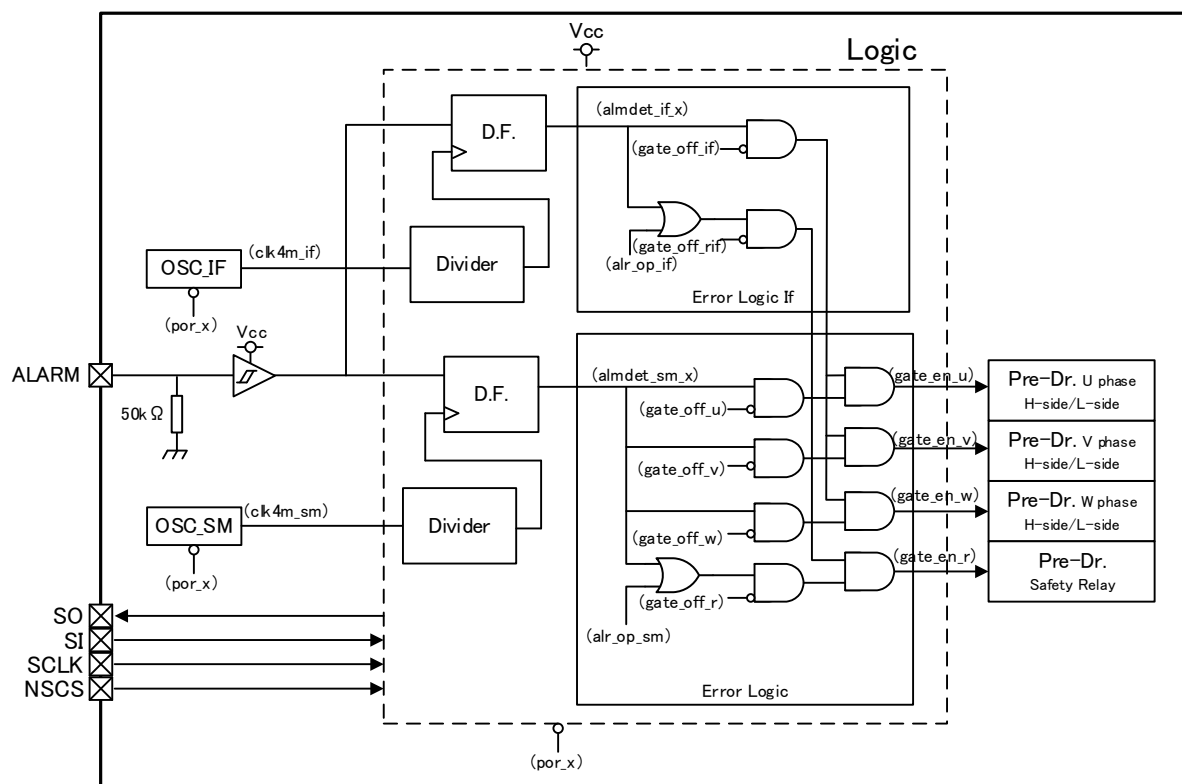 Vcc
Logic
D.F.
(almdet_if_x)
(gate_off_if)
(gate_off_rif)
(alr_op_if)
Error Logic If
OSC_IF
(clk4m_if)
Divider
(por_x)
Vcc
ALARM
50kΩ
D.F.
(almdet_sm_x)
(gate_off_u)
(gate_off_v)
(gate_off_w)
(gate_off_r)
(alr_op_sm)
Error Logic
(gate_en_u)
(gate_en_v)
(gate_en_w)
(gate_en_r)
Pre-Dr. U phase
H-side/L-side
Pre-Dr. V phase
H-side/L-side
Pre-Dr. W phase
H-side/L-side
Pre-Dr.
Safety Relay
OSC_SM
(clk4m_sm)
Divider
(por_x)
SO
SI
SCLK
NSCS
(por_x)